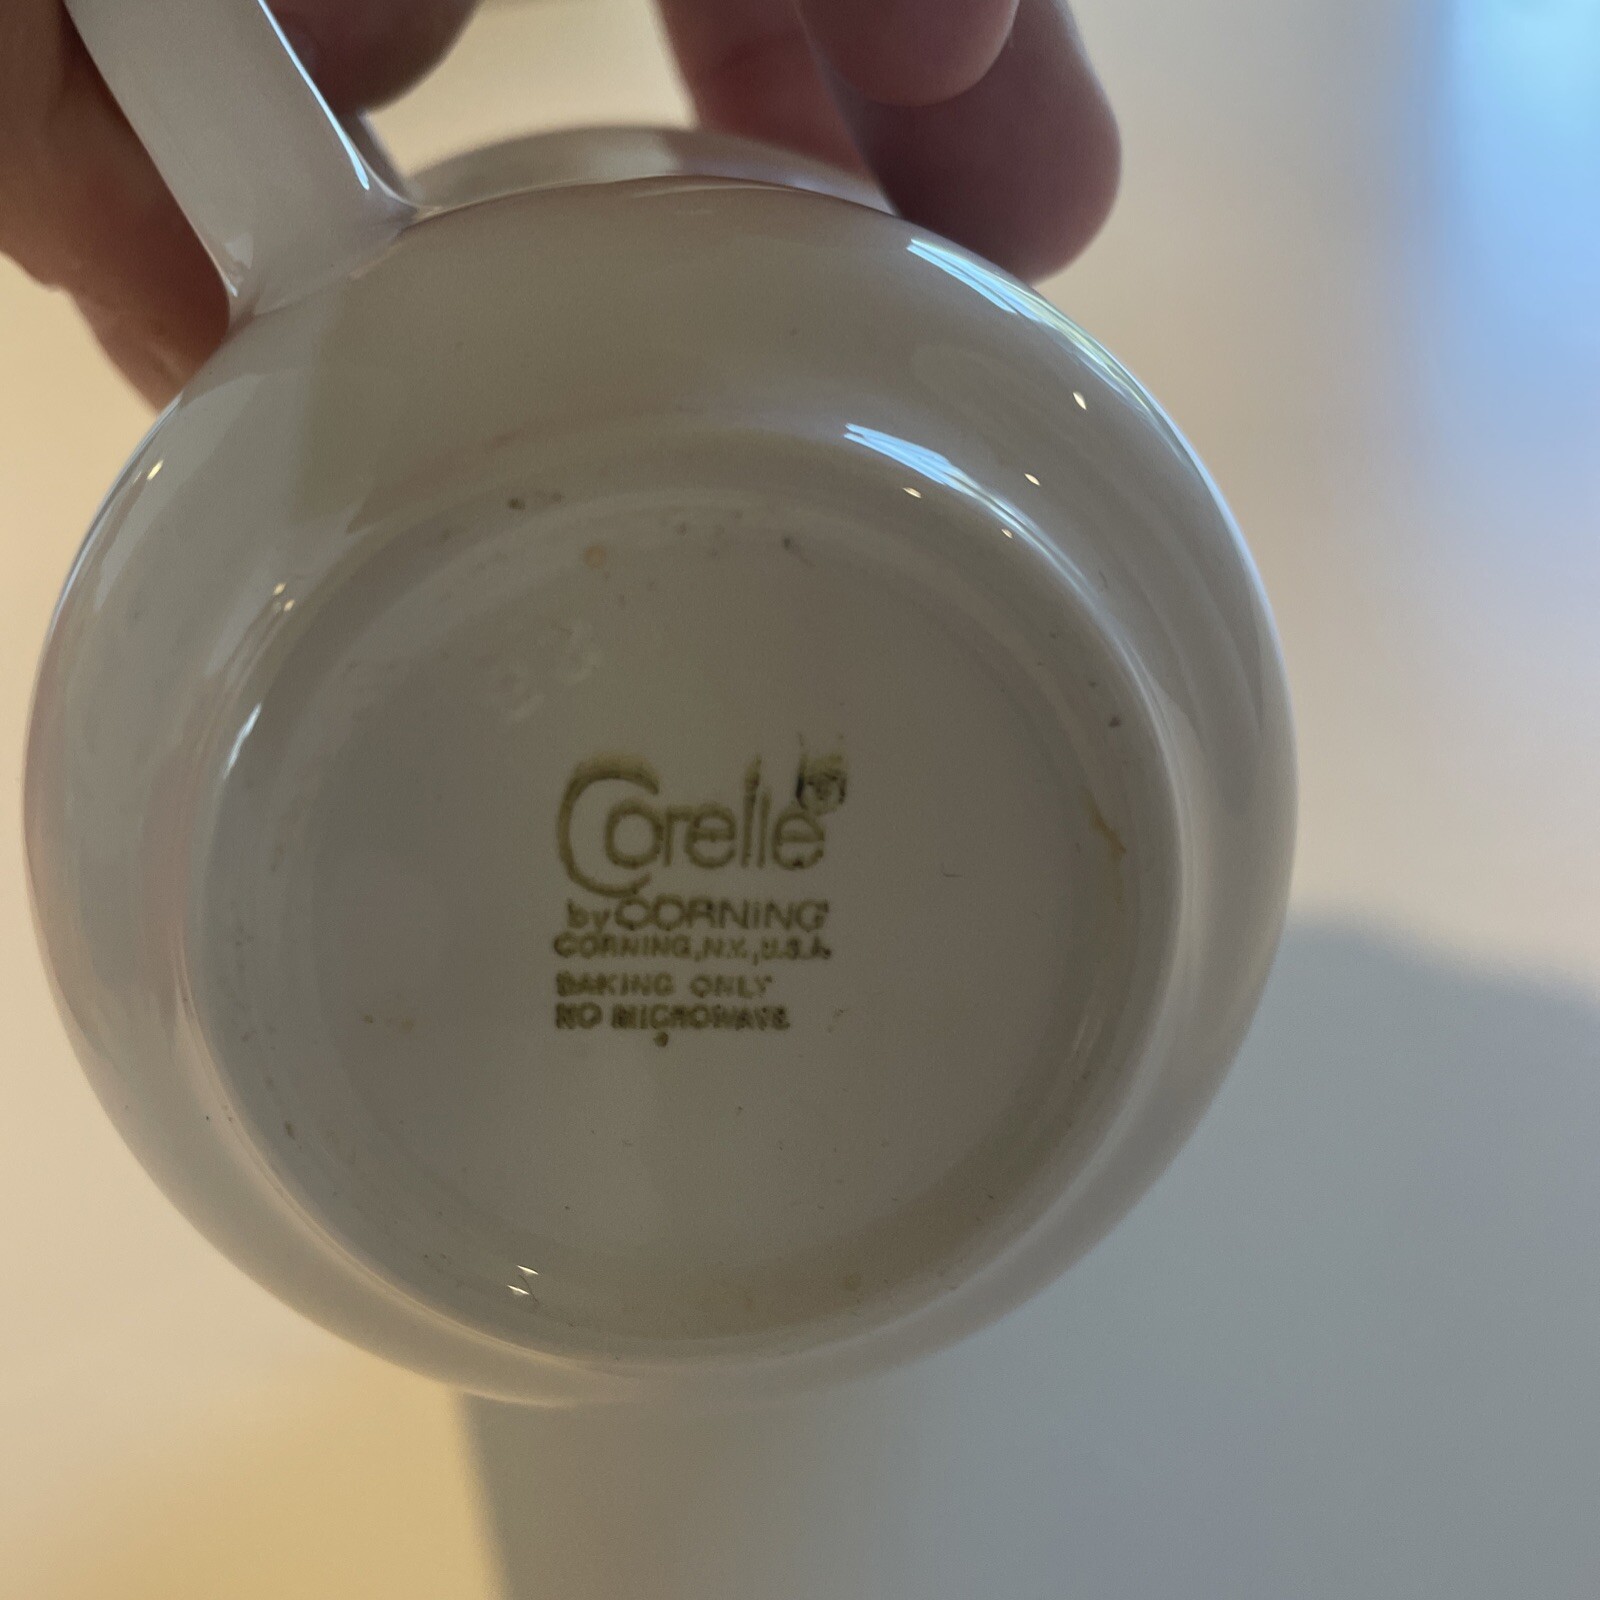 Corelle®
by CORNING
CORNING, N.Y., U.S.A.
BAKING ONLY
NO MICROWAVE